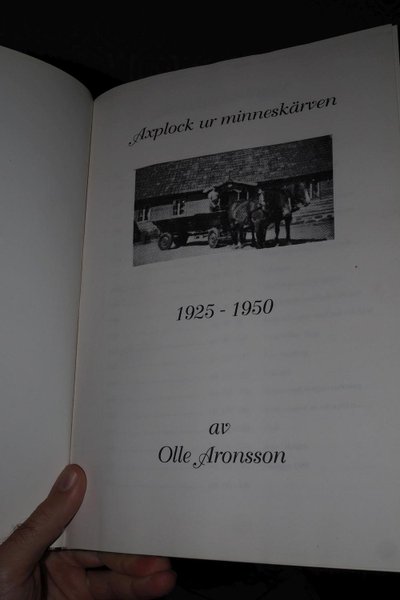 Axplock ur minneskärven
1925 - 1950
av
Olle Aronsson